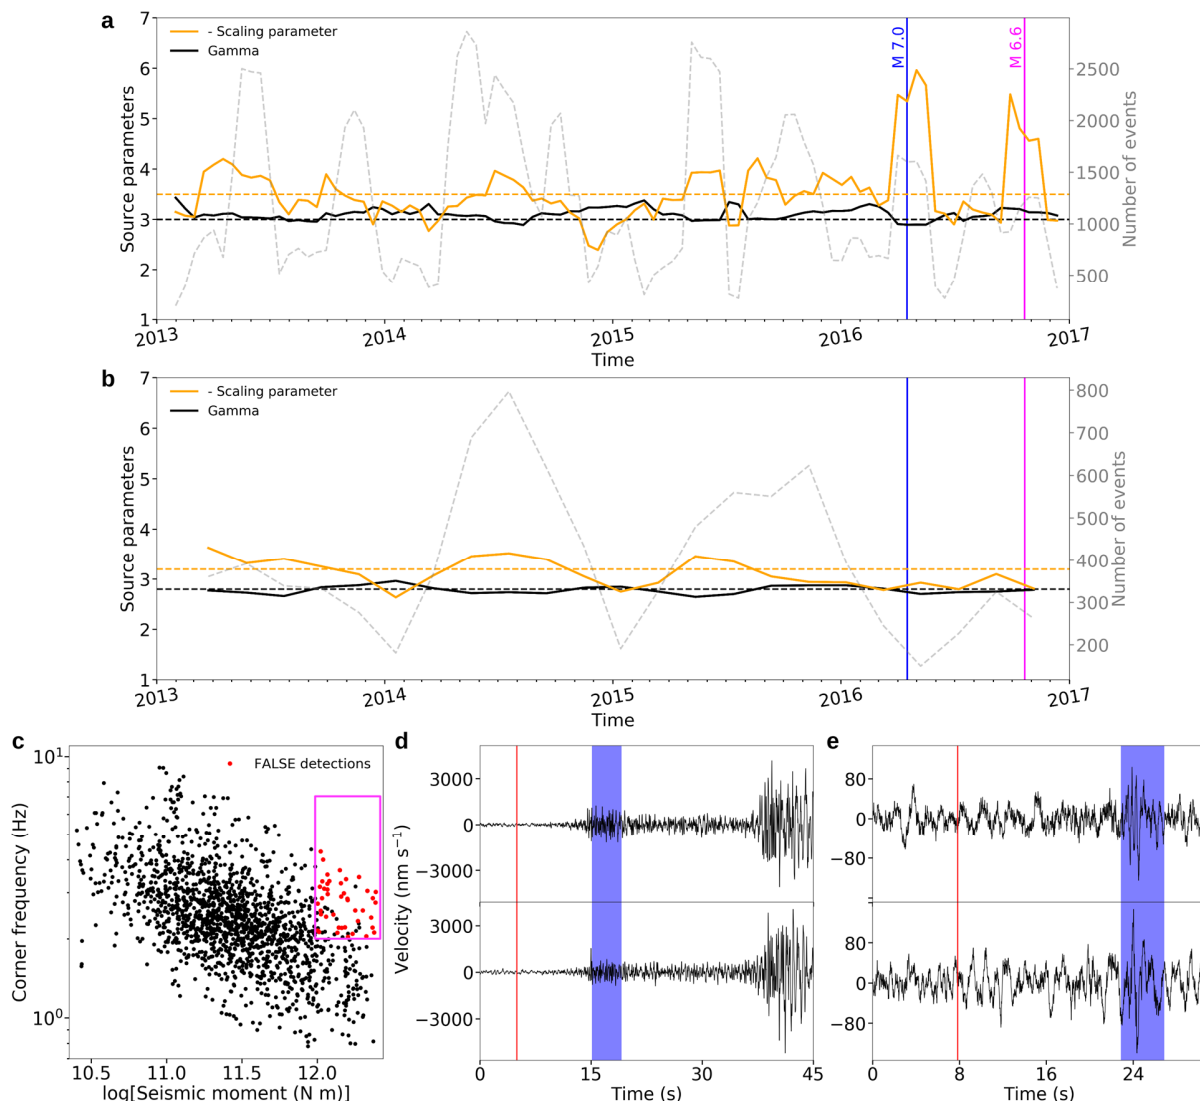 a
7
6
5
4
3
2
1
Source parameters
- Scaling parameter
Gamma
M 7.0
M 6.6
2500
2000
1500
1000
500
Number of events
2013
2014
2015
2016
2017
Time
b
7
6
5
4
3
2
1
Source parameters
- Scaling parameter
Gamma
800
700
600
500
400
300
200
Number of events
2013
2014
2015
2016
2017
Time
c
10¹
10⁰
Corner frequency (Hz)
FALSE detections
10.5
11.0
11.5
12.0
log[Seismic moment (N m)]
d
3000
0
−3000
3000
0
−3000
Velocity (nm s⁻¹)
0
15
30
45
Time (s)
e
80
0
−80
80
0
−80
0
8
16
24
Time (s)